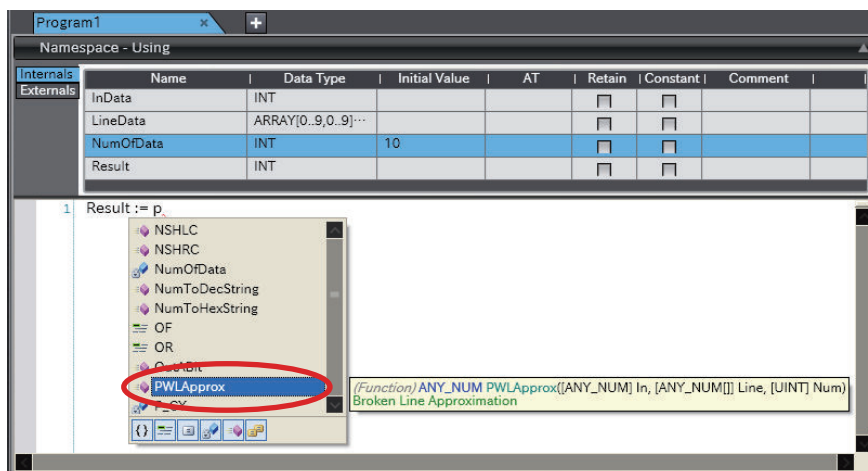 Program1 × +
Namespace - Using
Internals
Externals
Name Data Type Initial Value AT Retain Constant Comment
InData INT
LineData ARRAY[0..9,0..9]...
NumOfData INT 10
Result INT
1 Result := p
NSHLC
NSHRC
NumOfData
NumToDecString
NumToHexString
OF
OR
OutABit
PWLApprox
(Function) ANY_NUM PWLApprox([ANY_NUM] In, [ANY_NUM[]] Line, [UINT] Num)
Broken Line Approximation
P_CY
{}